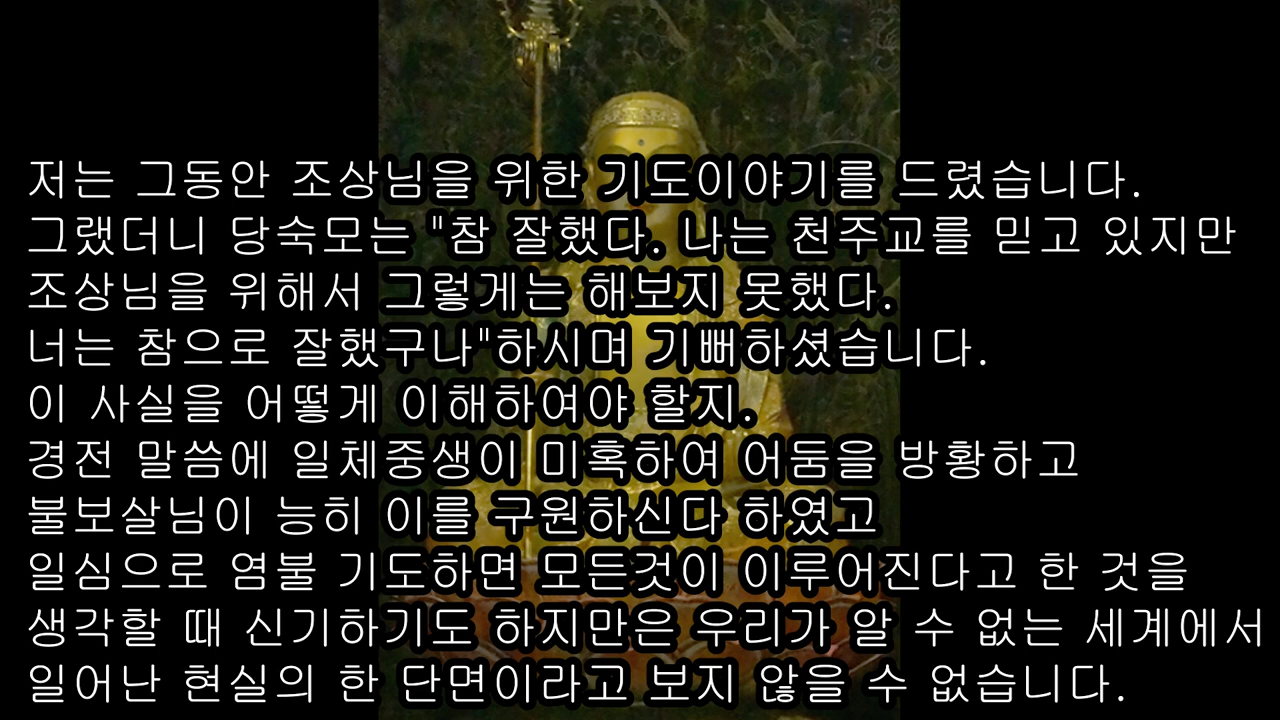 저는 그동안 조상님을 위한 기도이야기를 드렸습니다.
그랬더니 당숙모는 "참 잘했다. 나는 천주교를 믿고 있지만
조상님을 위해서 그렇게는 해보지 못했다.
너는 참으로 잘했구나"하시며 기뻐하셨습니다.
이 사실을 어떻게 이해하여야 할지.
경전 말씀에 일체중생이 미혹하여 어둠을 방황하고
불보살님이 능히 이를 구원하신다 하였고
일심으로 염불 기도하면 모든것이 이루어진다고 한 것을
생각할 때 신기하기도 하지만은 우리가 알 수 없는 세계에서
일어난 현실의 한 단면이라고 보지 않을 수 없습니다.